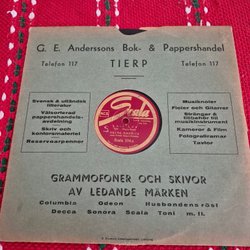 G. E. Anderssons Bok- & Pappershandel
Telefon 117 TIERP Telefon 117
Svensk & utländsk
litteratur
Välsorterad
pappershandels-
avdelning
Skriv och
kontorsmateriel
Reservoarpennor
Scala
Musiknoter
Fioler och Gitarrer
Strängar &
tillbehör till
musikinstrument
Kameror & Film
Fotografiramar
Tavlor
GRAMMOFONER OCH SKIVOR
AV LEDANDE MÄRKEN
Columbia Odeon Husbondens röst
Decca Sonora Scala Toni m. fl.